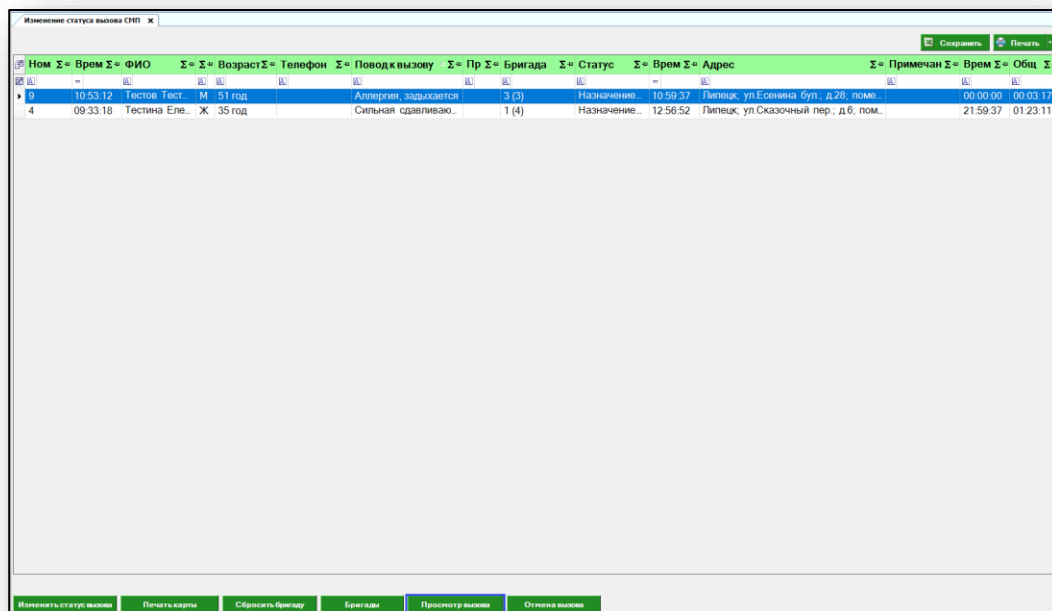 Изменение статуса вызова СМП ×
Сохранить Печать
Ном Σ Врем Σ ФИО Σ Σ Возраст Σ Телефон Σ Повод к вызову Σ Пр Σ Бригада Σ Статус Σ Врем Σ Адрес Σ Примечан Σ Врем Σ Общ Σ
A = A A A A A A A A = A A A A
9 10:53:12 Тестов Тест... М 51 год Аллергия, задыхается 3 (3) Назначение... 10:59:37 Липецк; ул.Есенина бул.; д.28; поме... 00:00:00 00:03:17
4 09:33:18 Тестина Еле... Ж 35 год Сильная сдавливаю... 1 (4) Назначение... 12:56:52 Липецк; ул.Сказочный пер.; д.6; пом... 21:59:37 01:23:11
Изменить статус вызова Печать карты Сбросить бригаду Бригады Просмотр вызова Отмена вызова